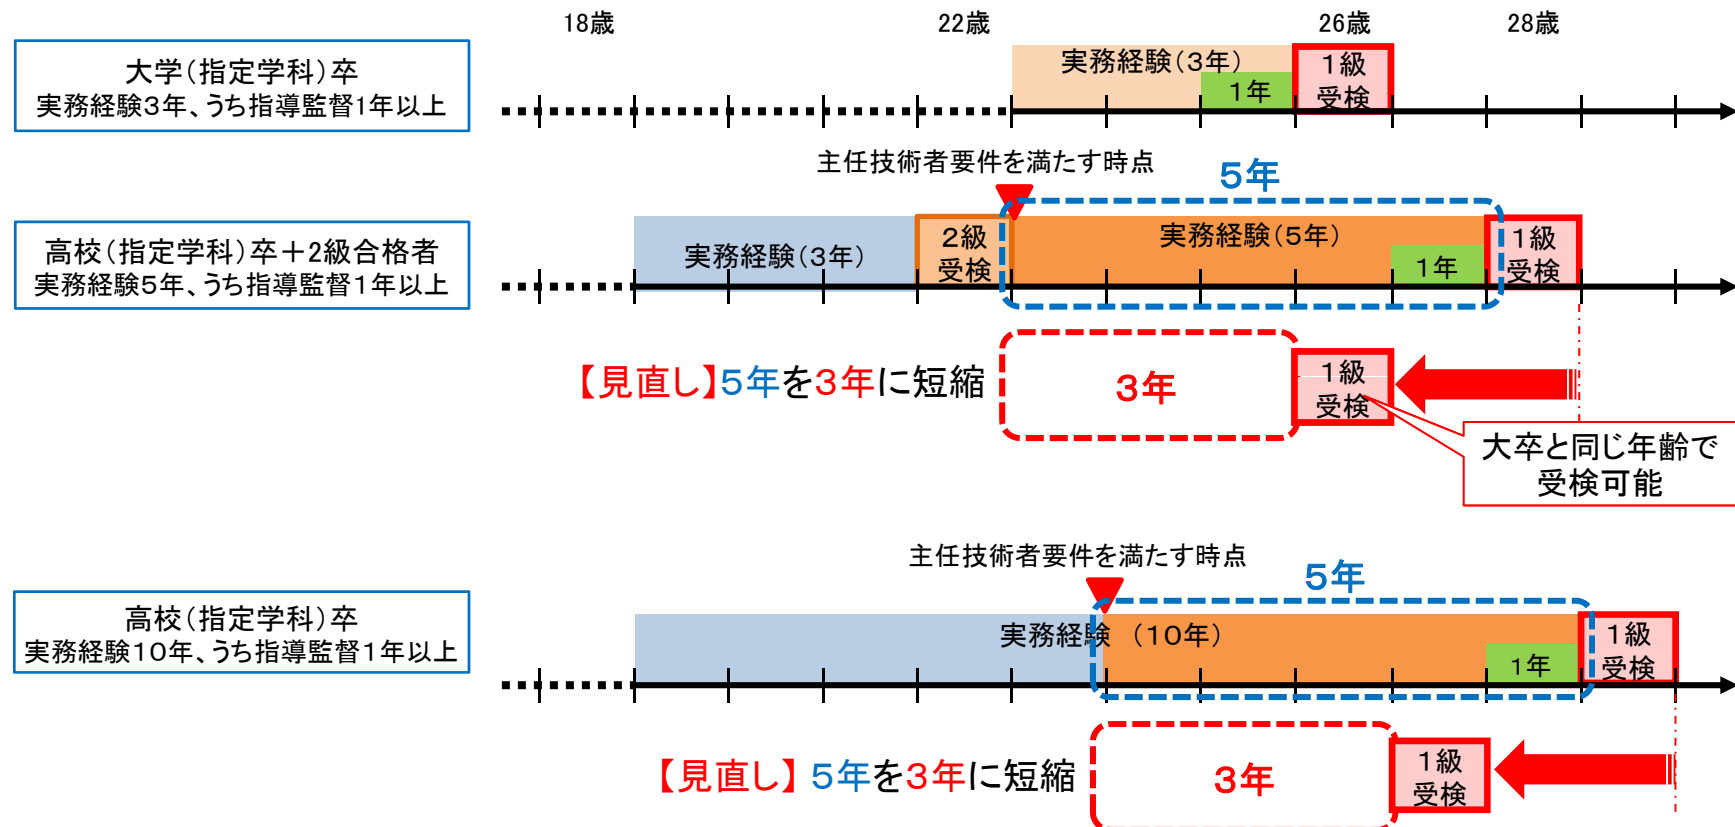 18歳
22歳
26歳
28歳
大学(指定学科)卒
実務経験3年、うち指導監督1年以上
実務経験(3年)
1年
1級
受検
主任技術者要件を満たす時点
5年
高校(指定学科)卒+2級合格者
実務経験5年、うち指導監督1年以上
実務経験(3年)
2級
受検
実務経験(5年)
1年
1級
受検
【見直し】5年を3年に短縮
3年
1級
受検
大卒と同じ年齢で
受検可能
主任技術者要件を満たす時点
5年
高校(指定学科)卒
実務経験10年、うち指導監督1年以上
実務経験 (10年)
1年
1級
受検
【見直し】 5年を3年に短縮
3年
1級
受検